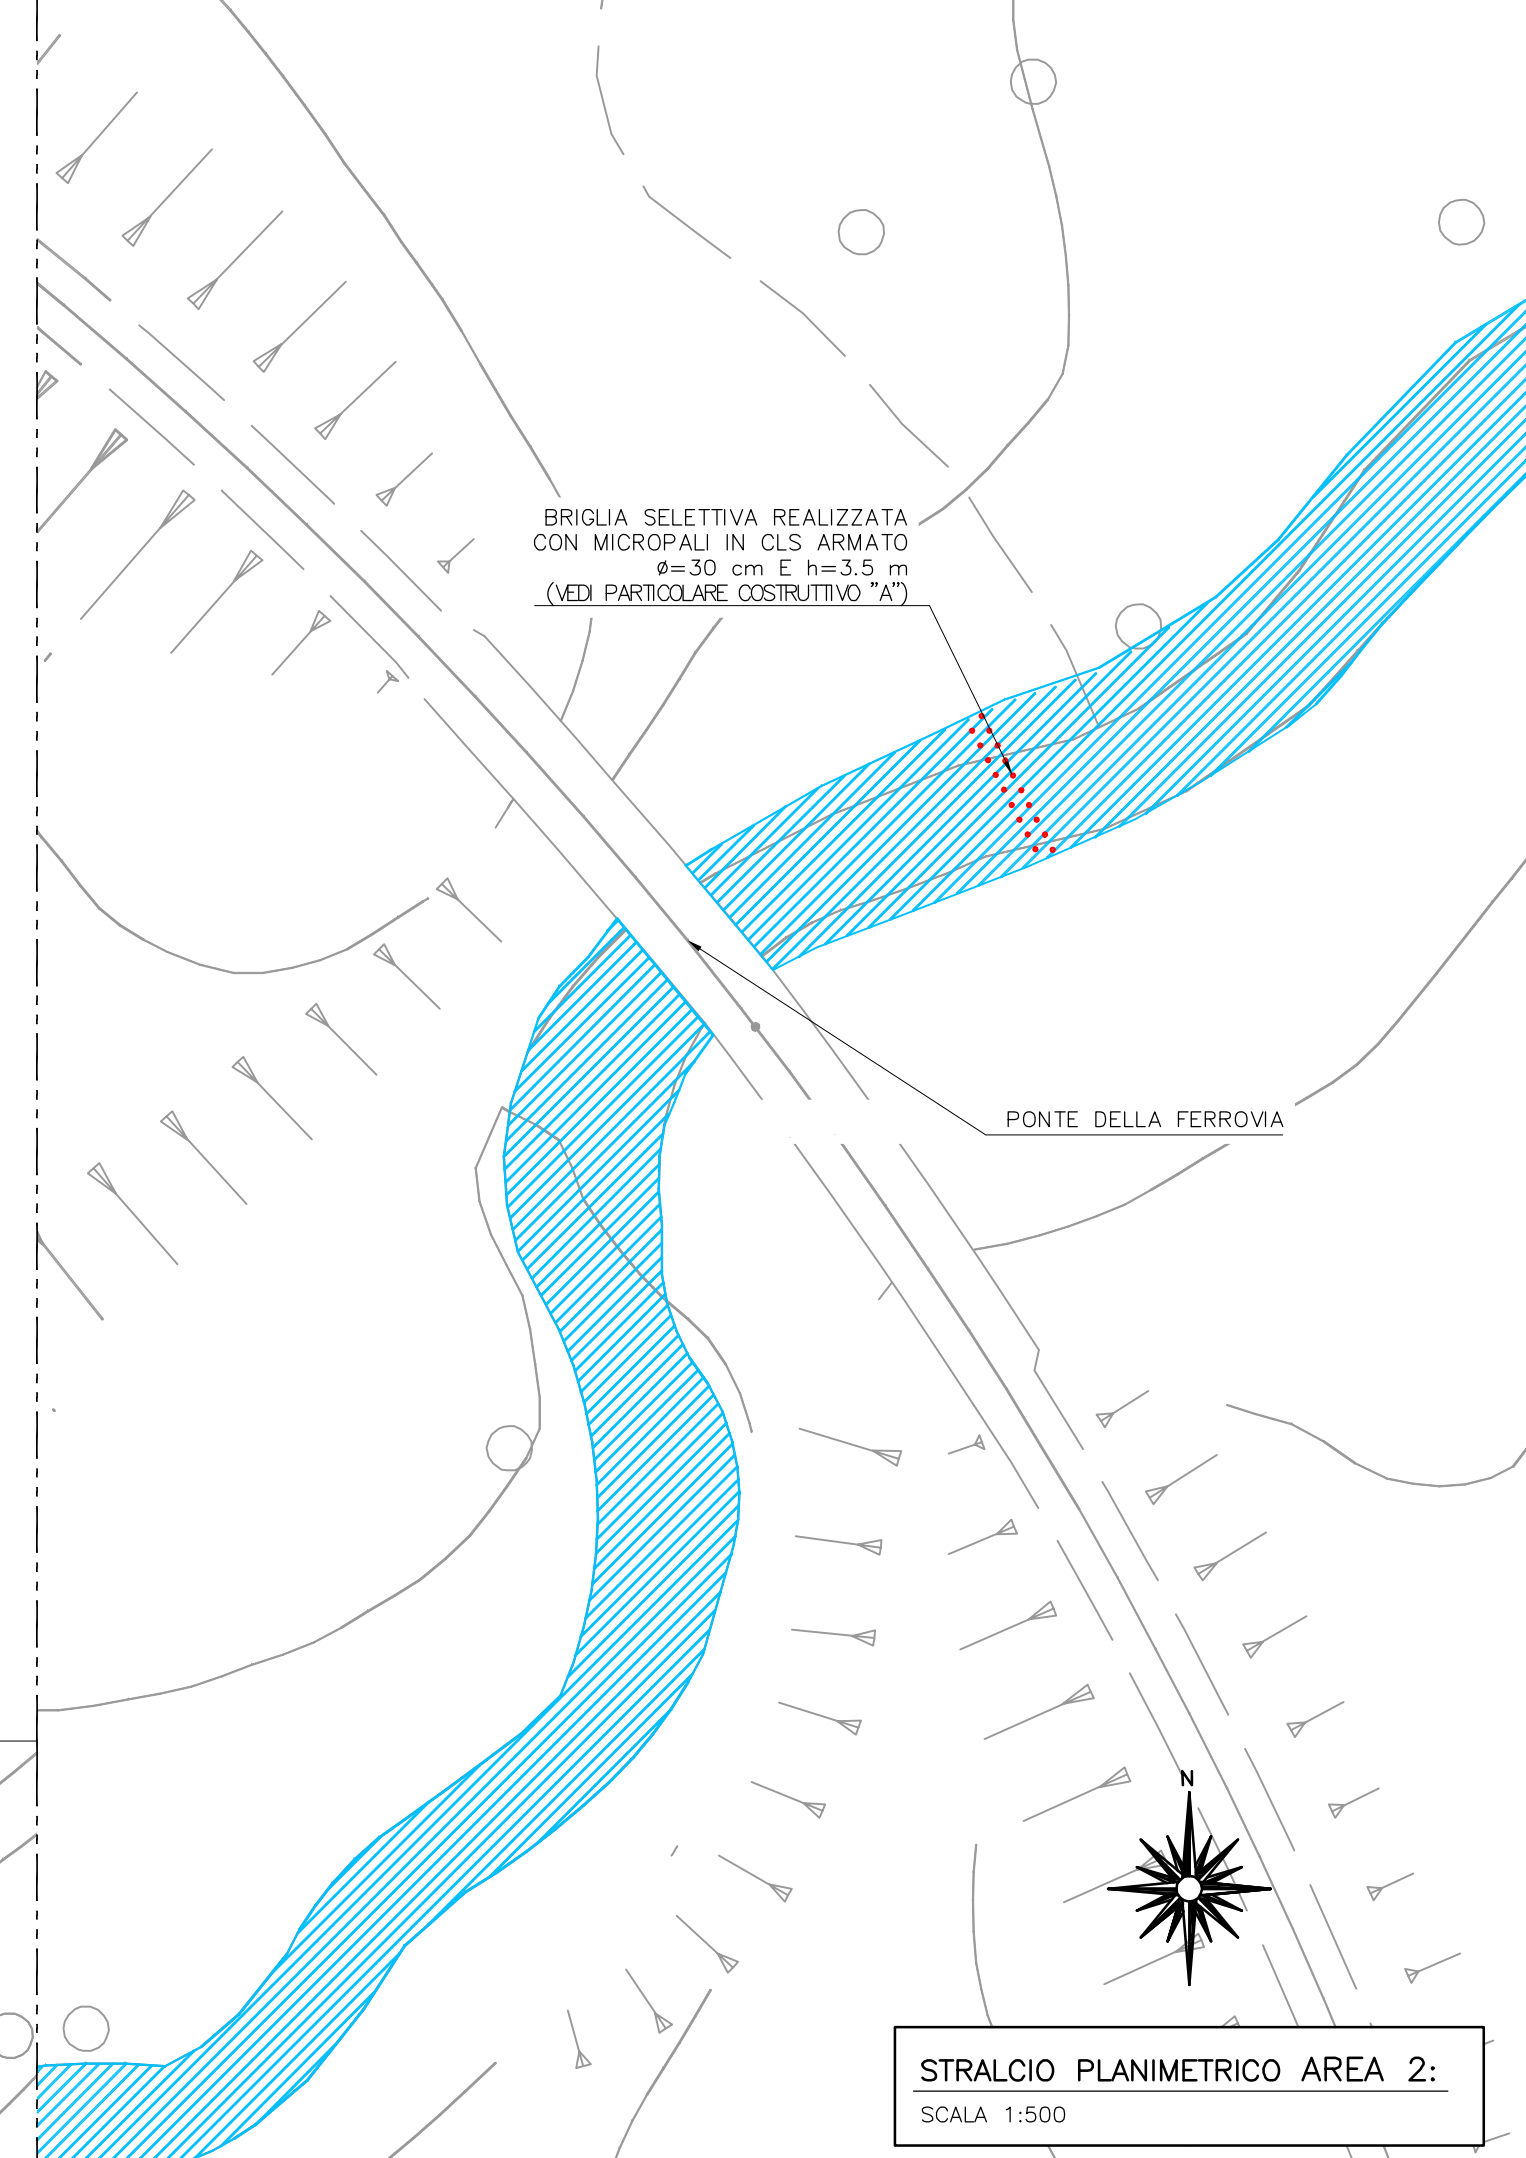 BRIGLIA SELETTIVA REALIZZATA
CON MICROPALI IN CLS ARMATO
ø=30 cm E h=3.5 m
(VEDI PARTICOLARE COSTRUTTIVO "A")
PONTE DELLA FERROVIA
N
STRALCIO PLANIMETRICO AREA 2:
SCALA 1:500